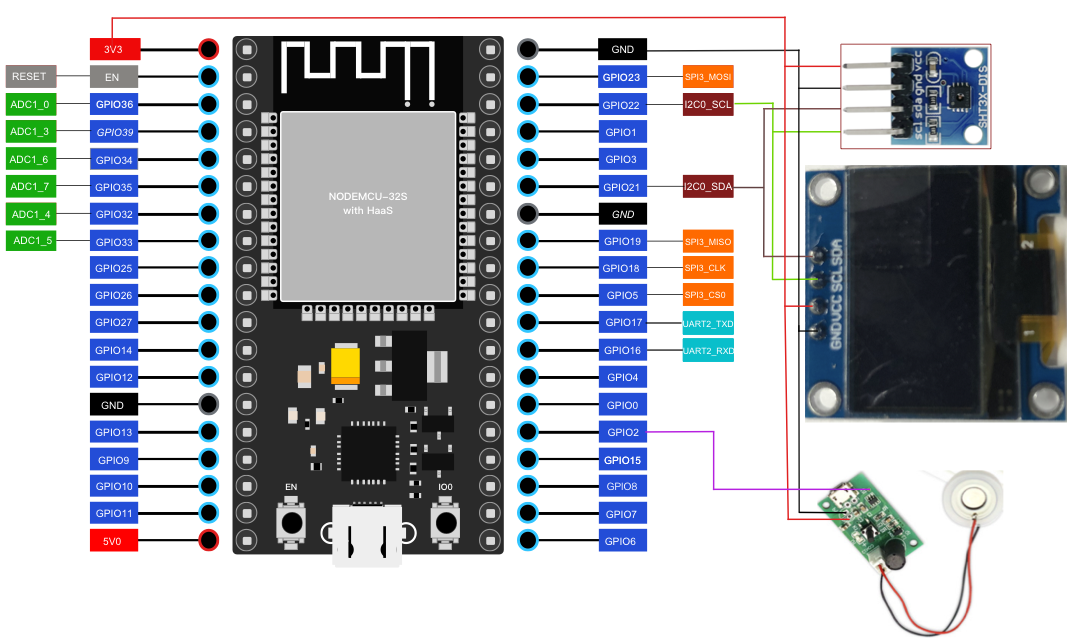 3V3
RESET
EN
ADC1_0
GPIO36
ADC1_3
GPIO39
ADC1_6
GPIO34
ADC1_7
GPIO35
ADC1_4
GPIO32
ADC1_5
GPIO33
GPIO25
GPIO26
GPIO27
GPIO14
GPIO12
GND
GPIO13
GPIO9
GPIO10
GPIO11
5V0
NODEMCU-32S
with HaaS
EN
IO0
GND
GPIO23
SPI3_MOSI
GPIO22
I2C0_SCL
GPIO1
GPIO3
GPIO21
I2C0_SDA
GND
GPIO19
SPI3_MISO
GPIO18
SPI3_CLK
GPIO5
SPI3_CS0
GPIO17
UART2_TXD
GPIO16
UART2_RXD
GPIO4
GPIO0
GPIO2
GPIO15
GPIO8
GPIO7
GPIO6
scl sda gnd vcc
SHT3X-DIS
GND VCC SCL SDA
2
1